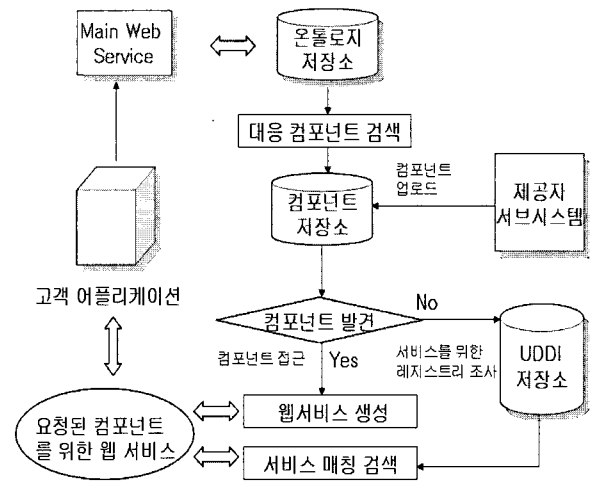 Main Web
Service
온톨로지
저장소
대응 컴포넌트 검색
컴포넌트
업로드
컴포넌트
저장소
제공자
서브시스템
고객 어플리케이션
컴포넌트 발견
No
컴포넌트 접근
Yes
서비스를 위한
레지스트리 조사
UDDI
저장소
요청된 컴포넌트
를 위한 웹 서비스
웹서비스 생성
서비스 매칭 검색